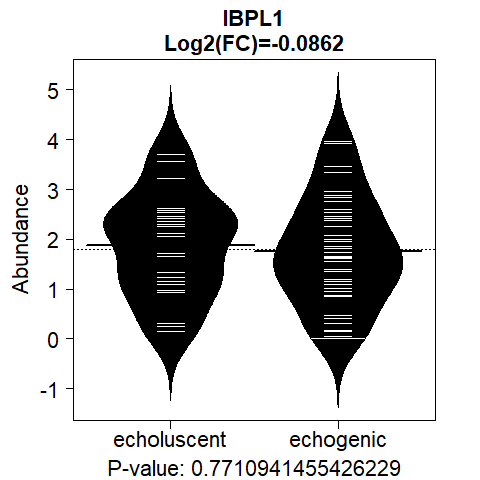 IBPL1
Log2(FC)=-0.0862
Abundance
5
4
3
2
1
0
-1
echoluscent echogenic
P-value: 0.7710941455426229